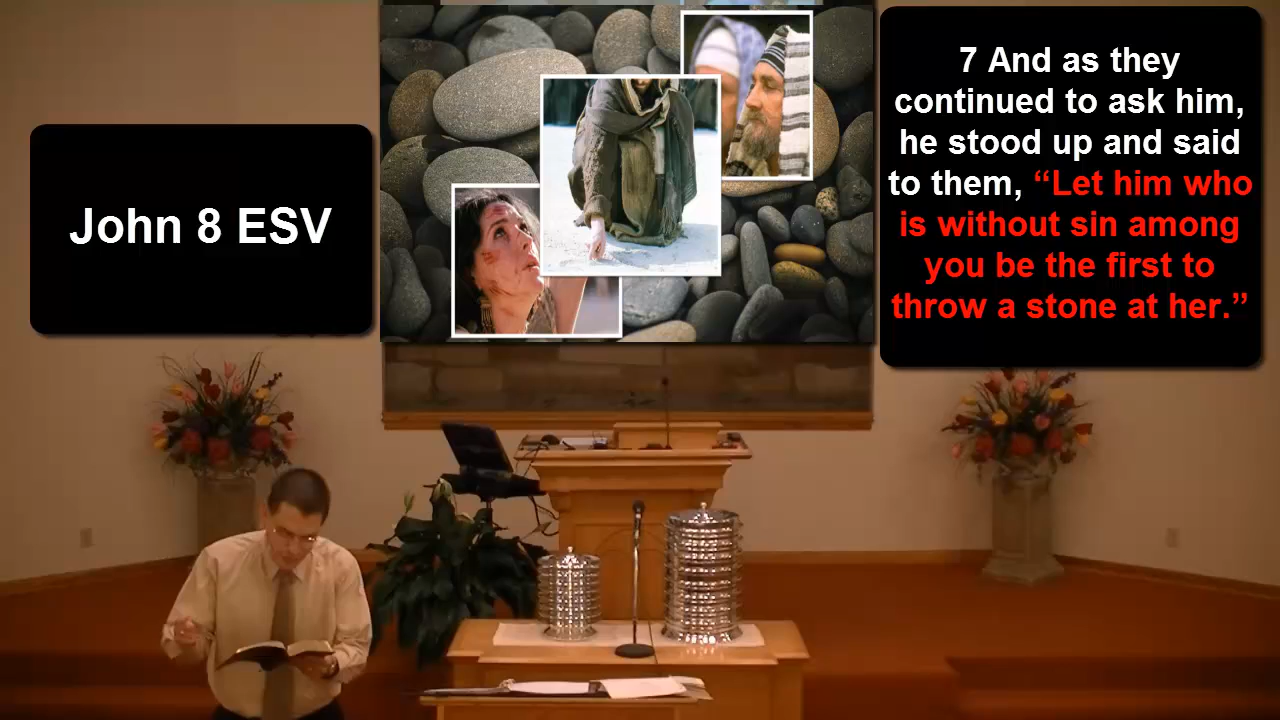 John 8 ESV
7 And as they
continued to ask him,
he stood up and said
to them, “Let him who
is without sin among
you be the first to
throw a stone at her.”